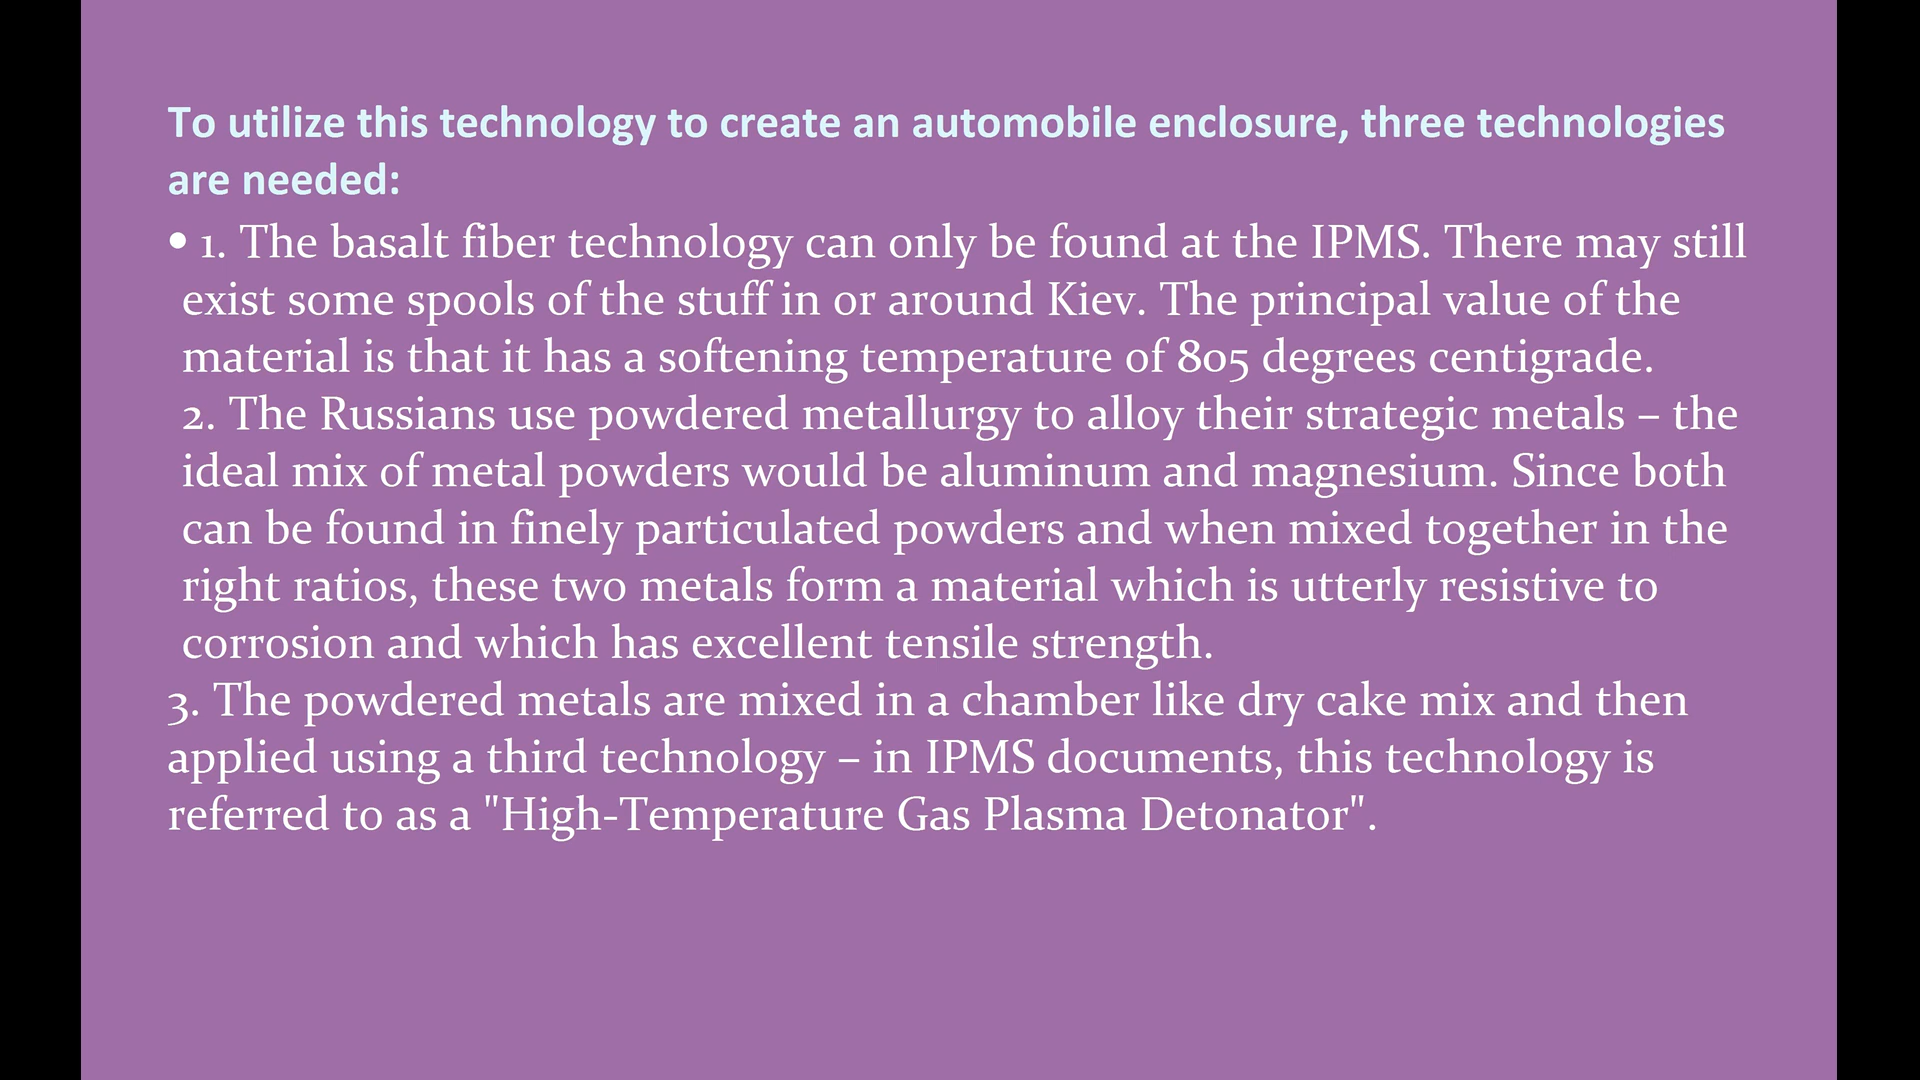 To utilize this technology to create an automobile enclosure, three technologies
are needed:
• 1. The basalt fiber technology can only be found at the IPMS. There may still
exist some spools of the stuff in or around Kiev. The principal value of the
material is that it has a softening temperature of 805 degrees centigrade.
2. The Russians use powdered metallurgy to alloy their strategic metals – the
ideal mix of metal powders would be aluminum and magnesium. Since both
can be found in finely particulated powders and when mixed together in the
right ratios, these two metals form a material which is utterly resistive to
corrosion and which has excellent tensile strength.
3. The powdered metals are mixed in a chamber like dry cake mix and then
applied using a third technology – in IPMS documents, this technology is
referred to as a "High-Temperature Gas Plasma Detonator".